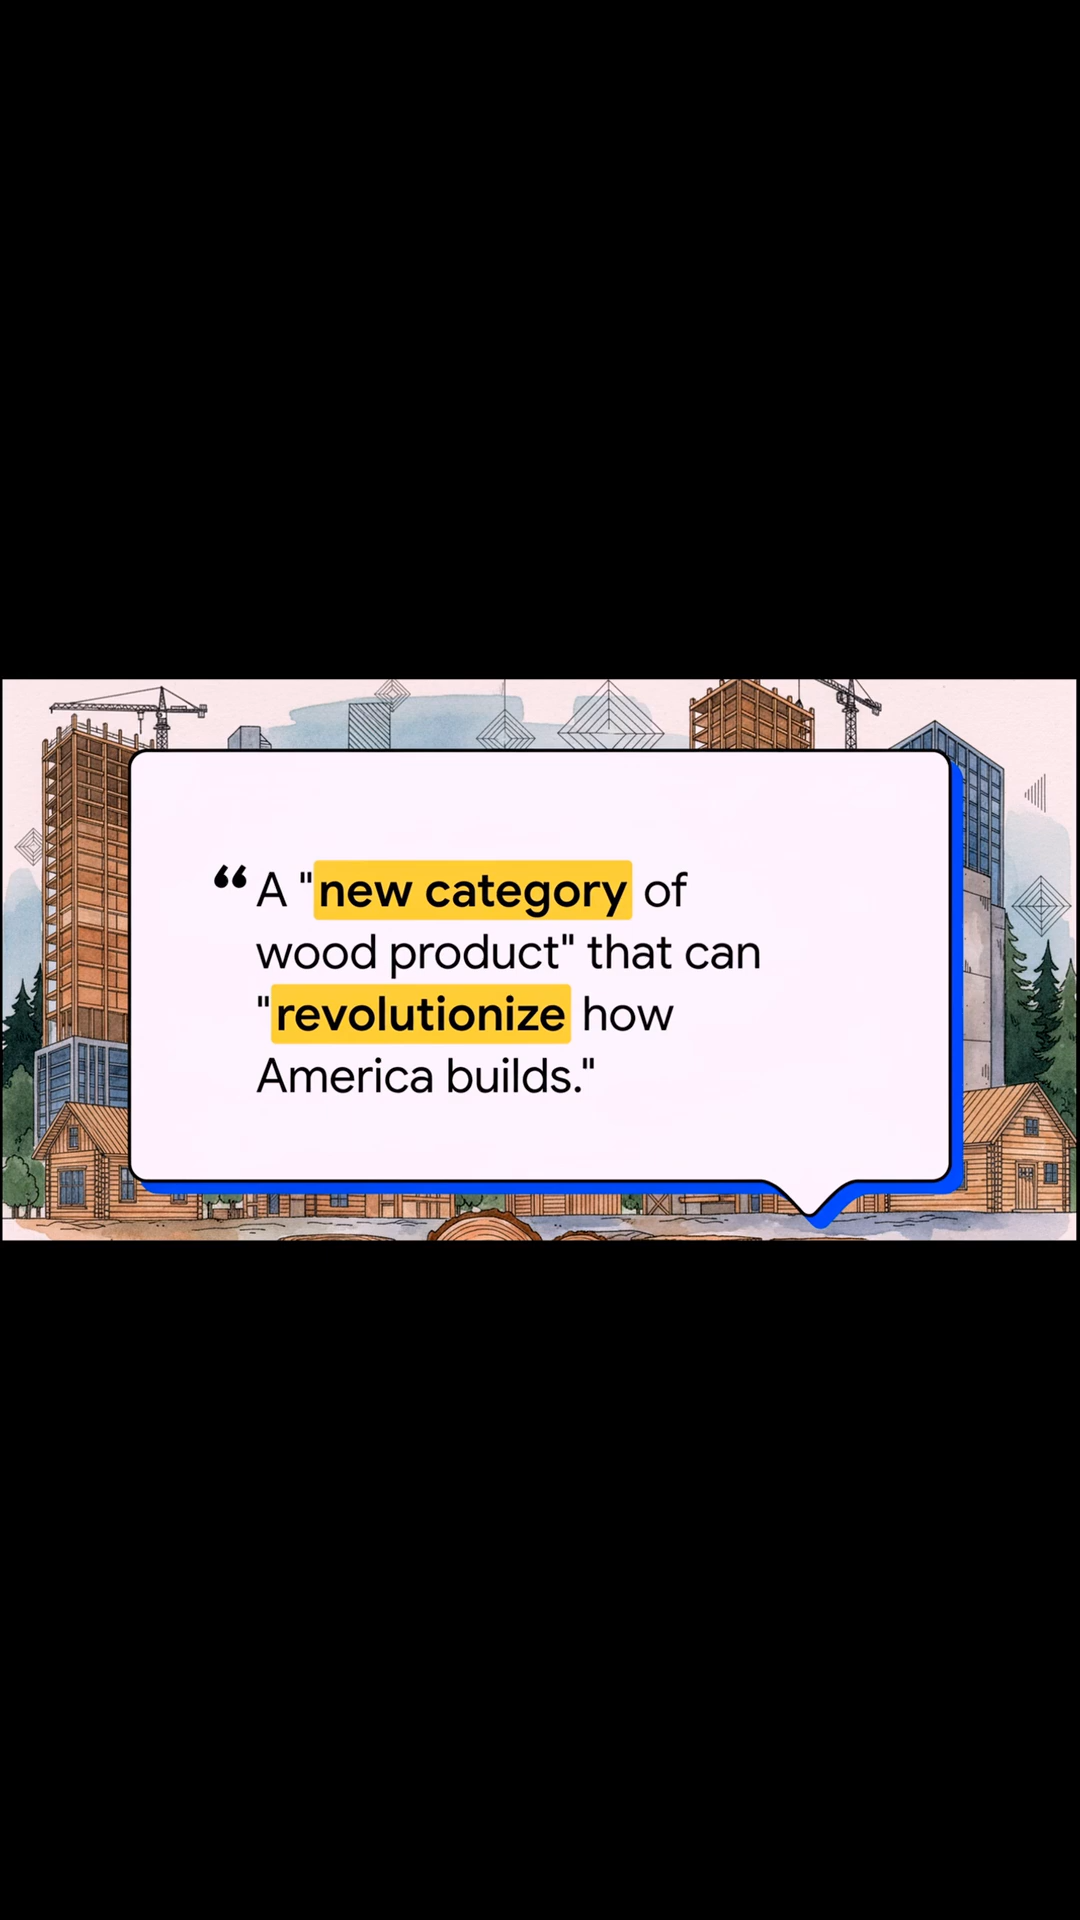 “ A "new category of
wood product" that can
"revolutionize how
America builds."